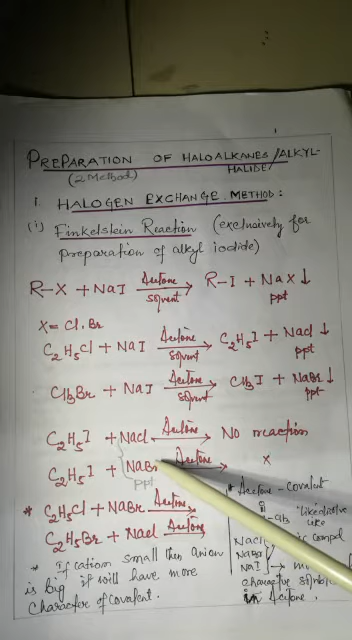 PREPARATION OF HALOALKANES/ALKYL-
HALIDE/
(2 Method)
1. HALOGEN EXCHANGE METHOD:
(i) Finkelstein Reaction (exclusively for
preparation of alkyl iodide)
R-X + NaI Acetone solvent → R-I + NaX↓
ppt
X = Cl, Br
C2H5Cl + NaI Acetone solvent → C2H5I + NaCl↓
ppt
CH3Br + NaI Acetone solvent → CH3I + NaBr↓
ppt
C2H5I + NaCl Acetone → No reaction
C2H5I + NaBr Acetone → X
ppt
* C2H5Cl + NaBr Acetone →
C2H5Br + NaCl Acetone →
* If cation small then anion
is big it will have more
Character of covalent.
* Acetone - covalent
like
NaCl
NaBr
NaI →
character
in Acetone.